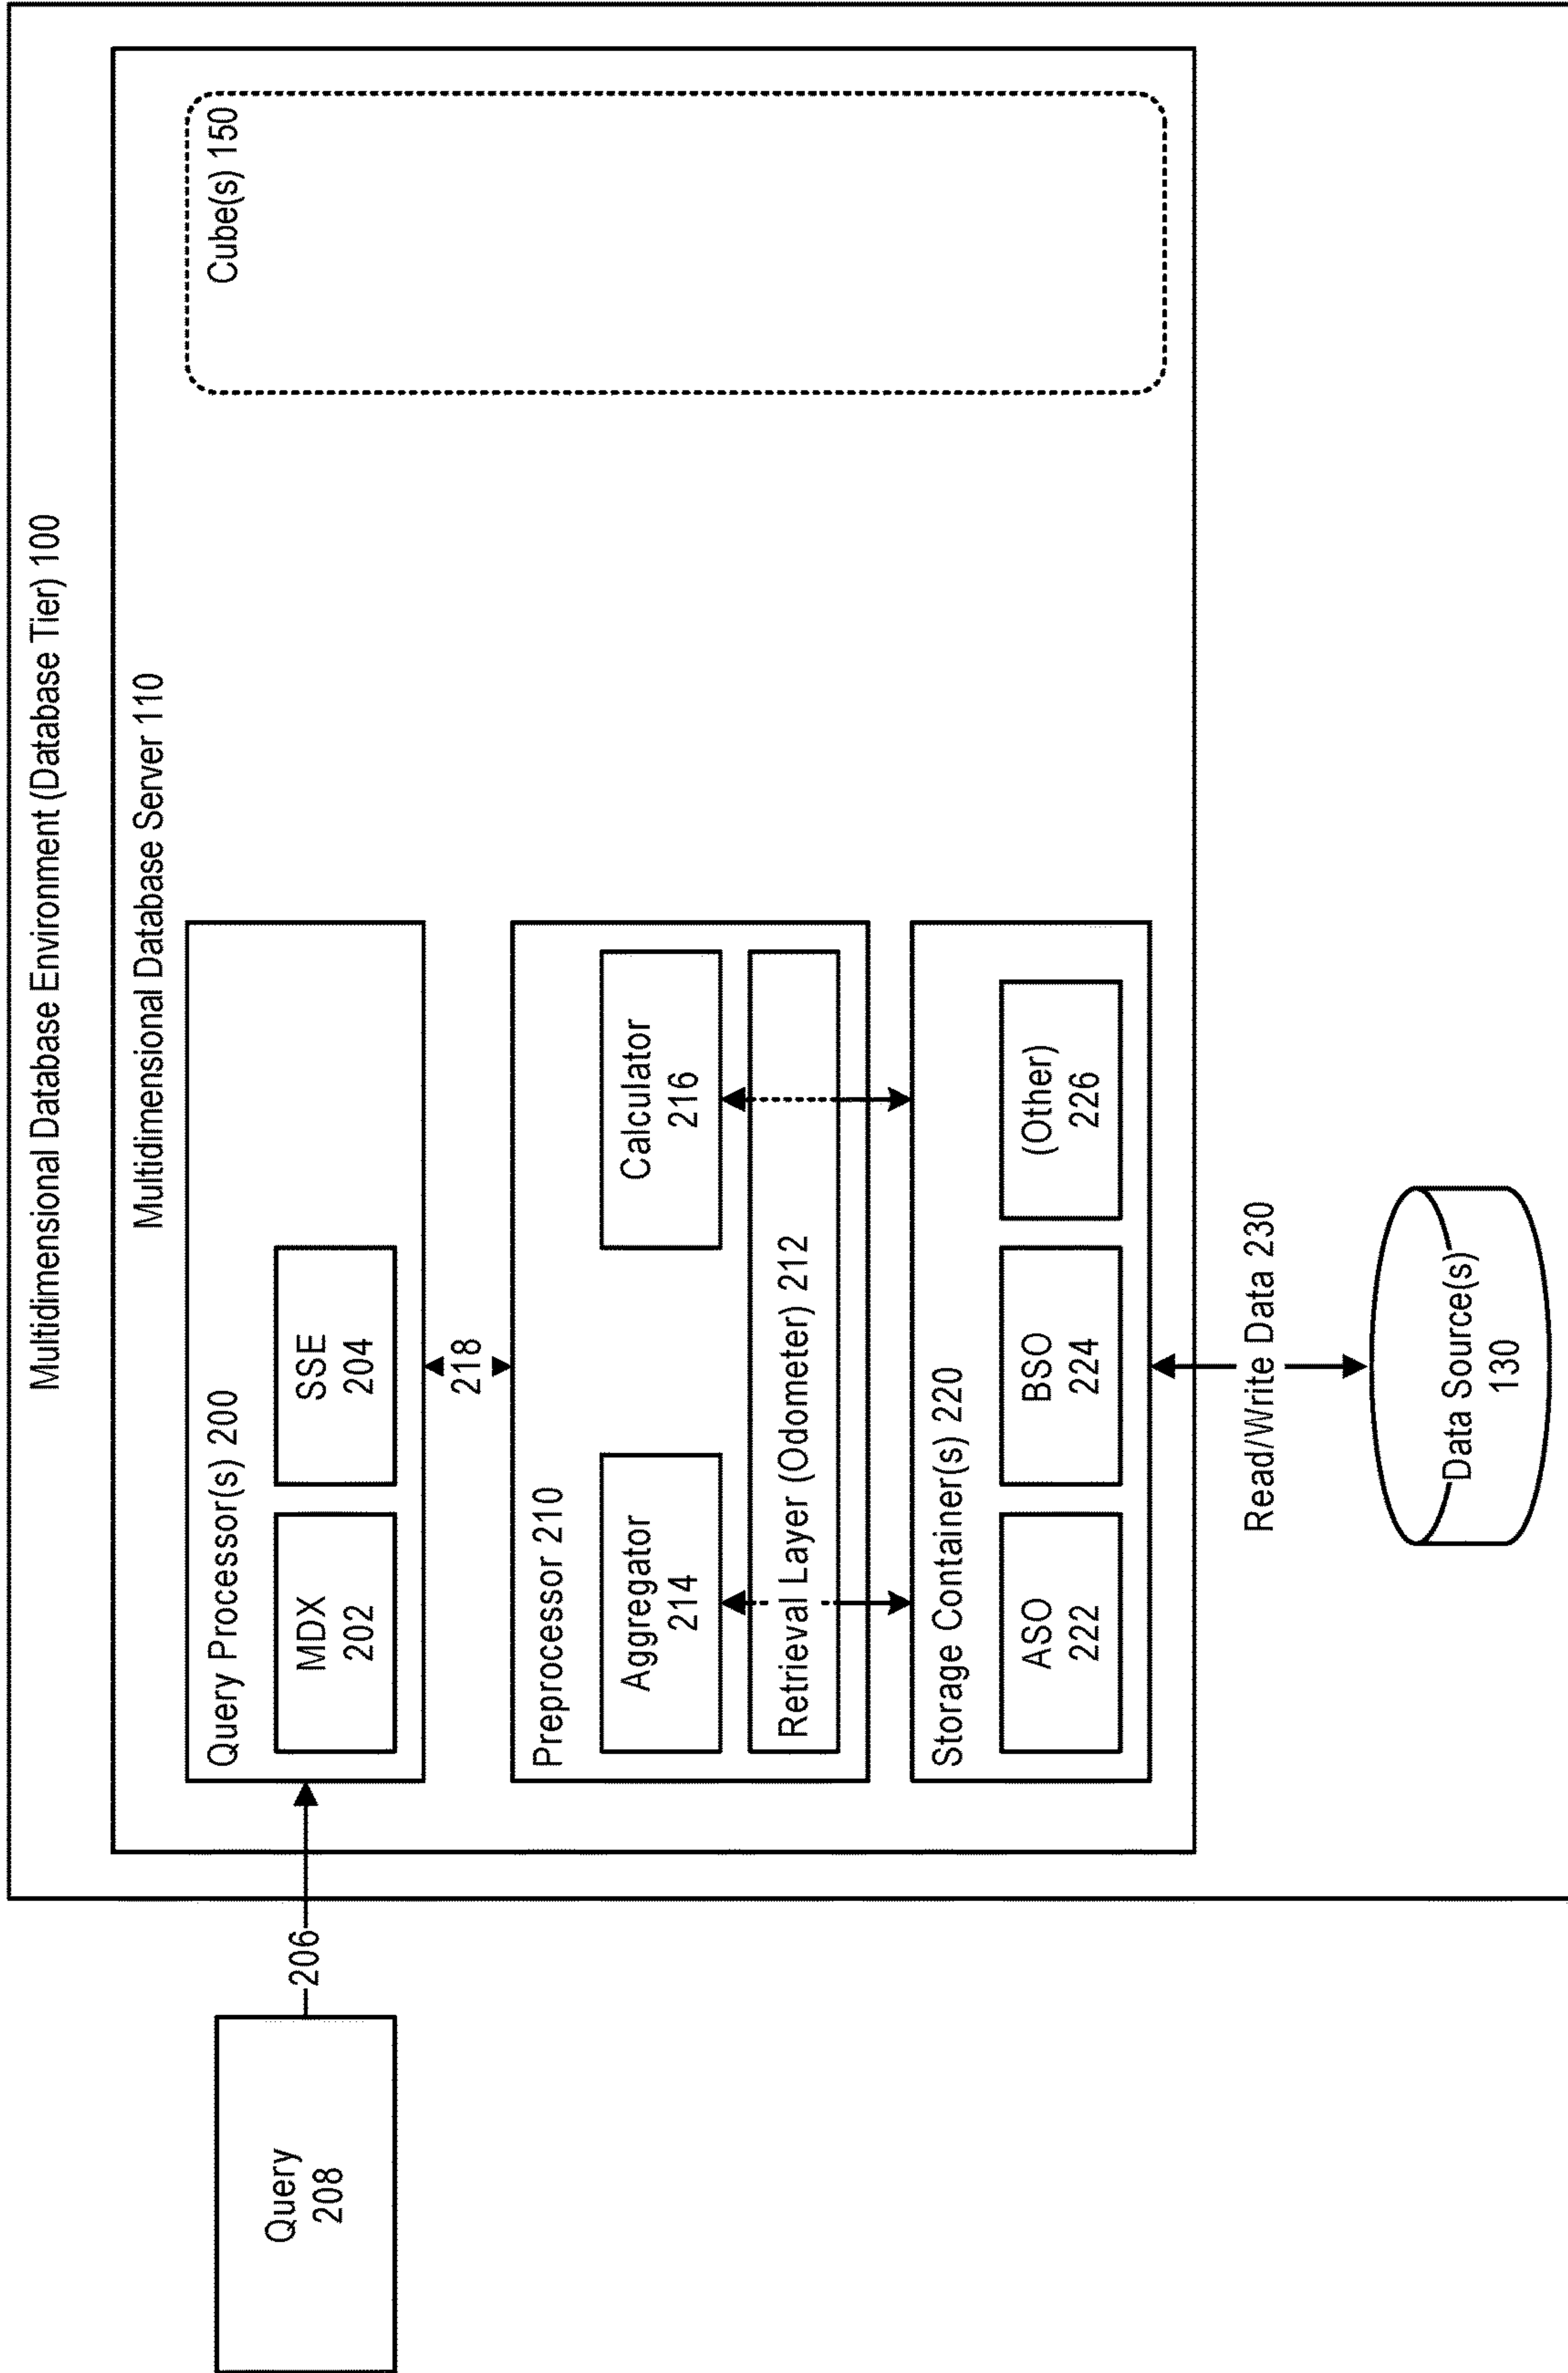 Multidimensional Database Environment (Database Tier) 100
Multidimensional Database Server 110
Query
208
206
Query Processor(s) 200
MDX
202
SSE
204
218
Preprocessor 210
Aggregator
214
Calculator
216
Retrieval Layer (Odometer) 212
Storage Container(s) 220
ASO
222
BSO
224
(Other)
226
Cube(s) 150
Read/Write Data 230
Data Source(s)
130